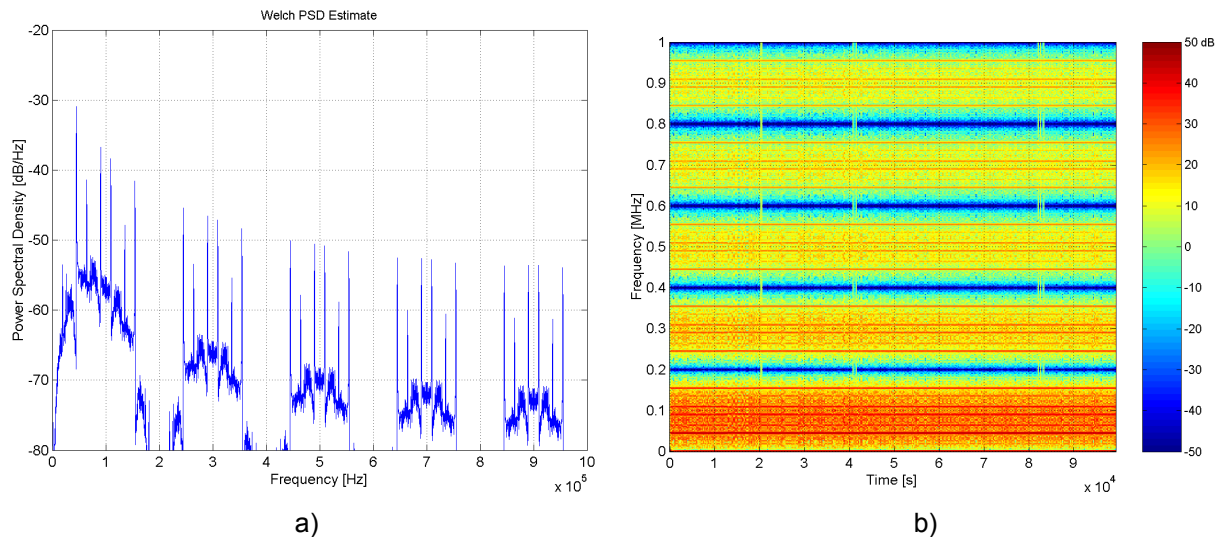 Welch PSD Estimate
-20
-30
-40
-50
-60
-70
-80
Power Spectral Density [dB/Hz]
0 1 2 3 4 5 6 7 8 9 10
x 10^5
Frequency [Hz]
a)
1
0.9
0.8
0.7
0.6
0.5
0.4
0.3
0.2
0.1
0
Frequency [MHz]
0 1 2 3 4 5 6 7 8 9
x 10^4
Time [s]
50 dB
40
30
20
10
0
-10
-20
-30
-40
-50
b)